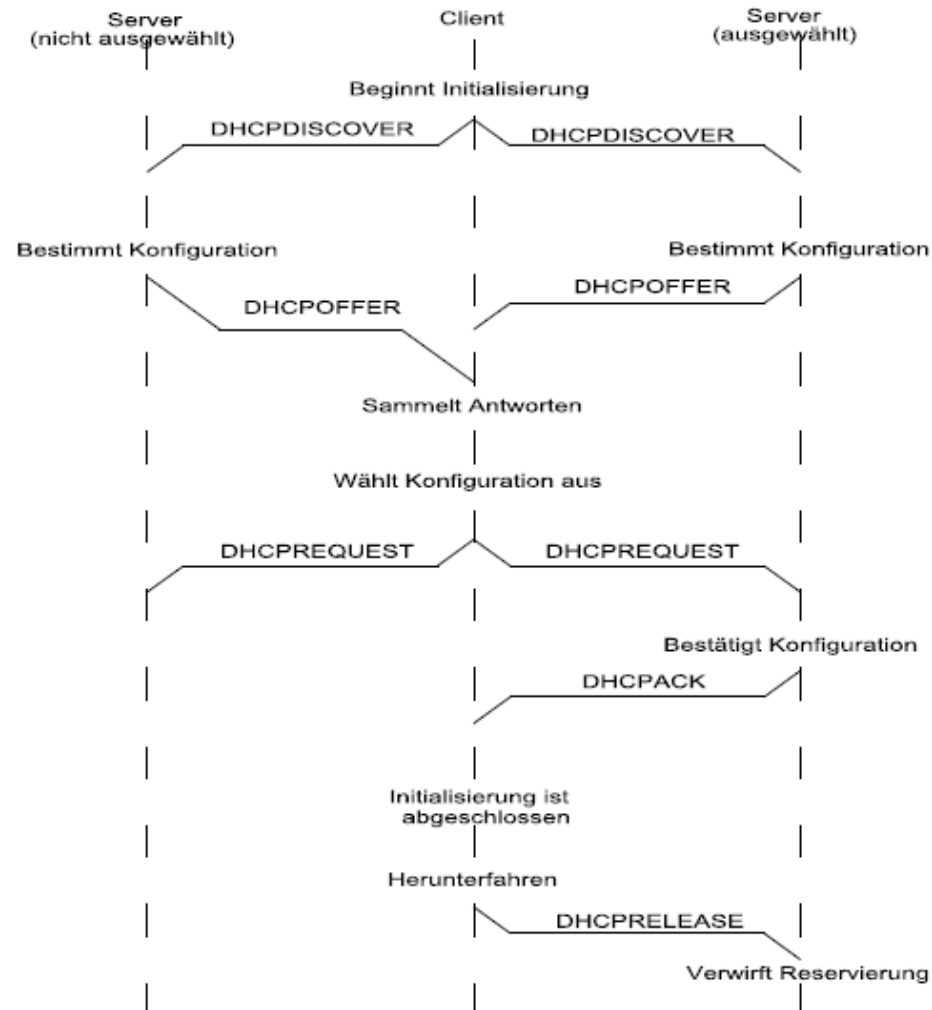 Server
(nicht ausgewählt)
Client
Server
(ausgewählt)
Beginnt Initialisierung
DHCPDISCOVER
DHCPDISCOVER
Bestimmt Konfiguration
Bestimmt Konfiguration
DHCPOFFER
DHCPOFFER
Sammelt Antworten
Wählt Konfiguration aus
DHCPREQUEST
DHCPREQUEST
Bestätigt Konfiguration
DHCPACK
Initialisierung ist
abgeschlossen
Herunterfahren
DHCPRELEASE
Verwirft Reservierung